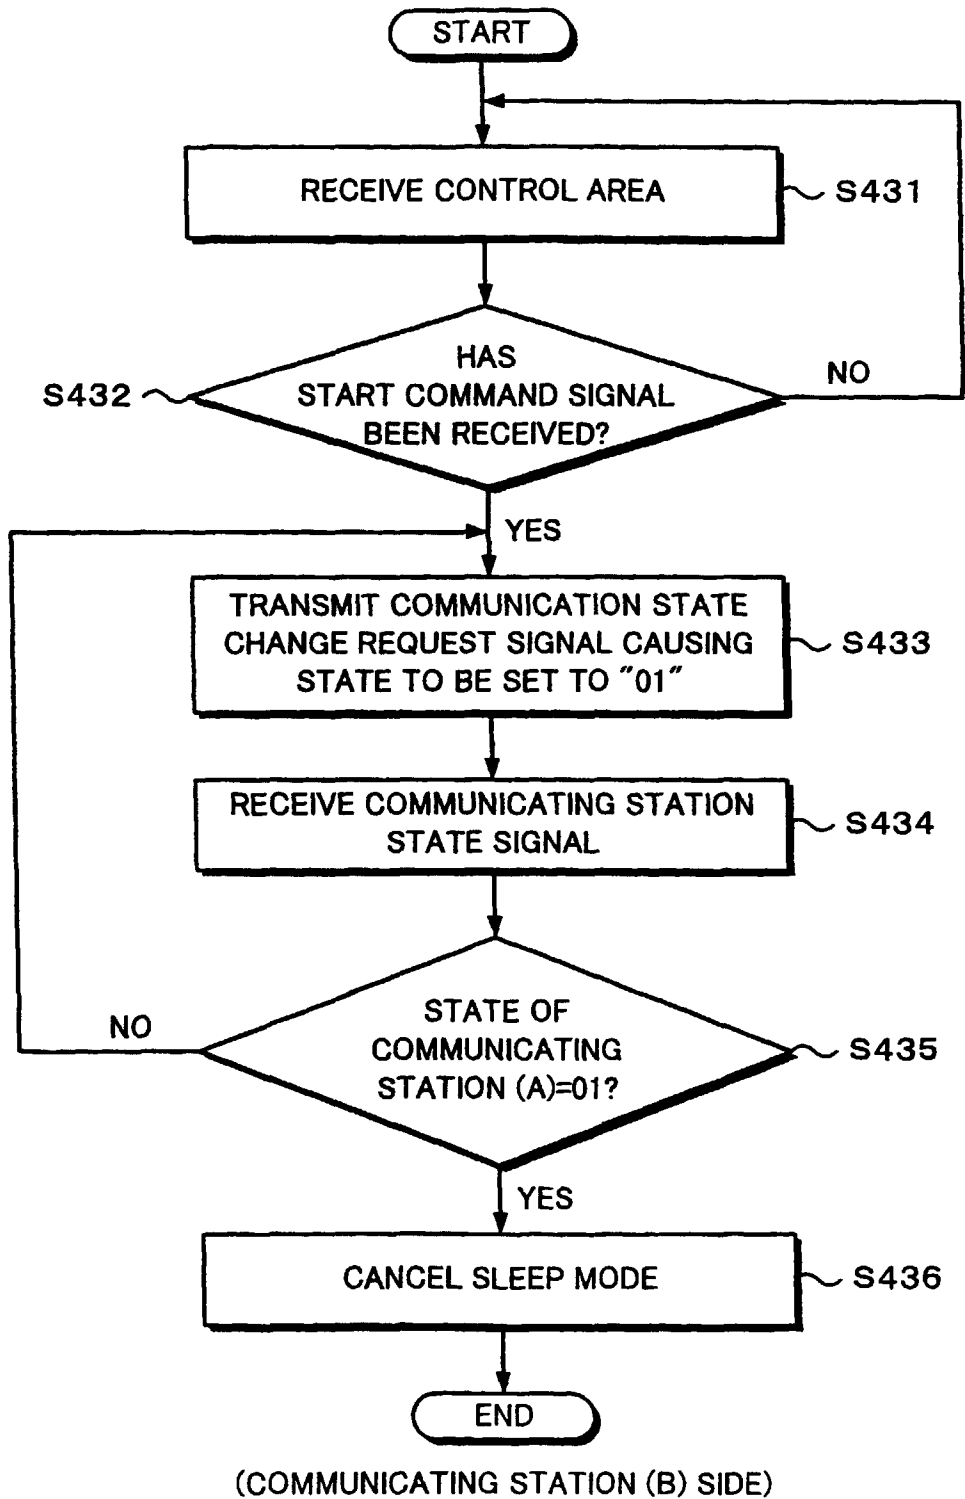 START
RECEIVE CONTROL AREA
S431
HAS
START COMMAND SIGNAL
BEEN RECEIVED?
S432
NO
YES
TRANSMIT COMMUNICATION STATE
CHANGE REQUEST SIGNAL CAUSING
STATE TO BE SET TO "01"
S433
RECEIVE COMMUNICATING STATION
STATE SIGNAL
S434
STATE OF
COMMUNICATING
STATION (A)=01?
S435
NO
YES
CANCEL SLEEP MODE
S436
END
(COMMUNICATING STATION (B) SIDE)